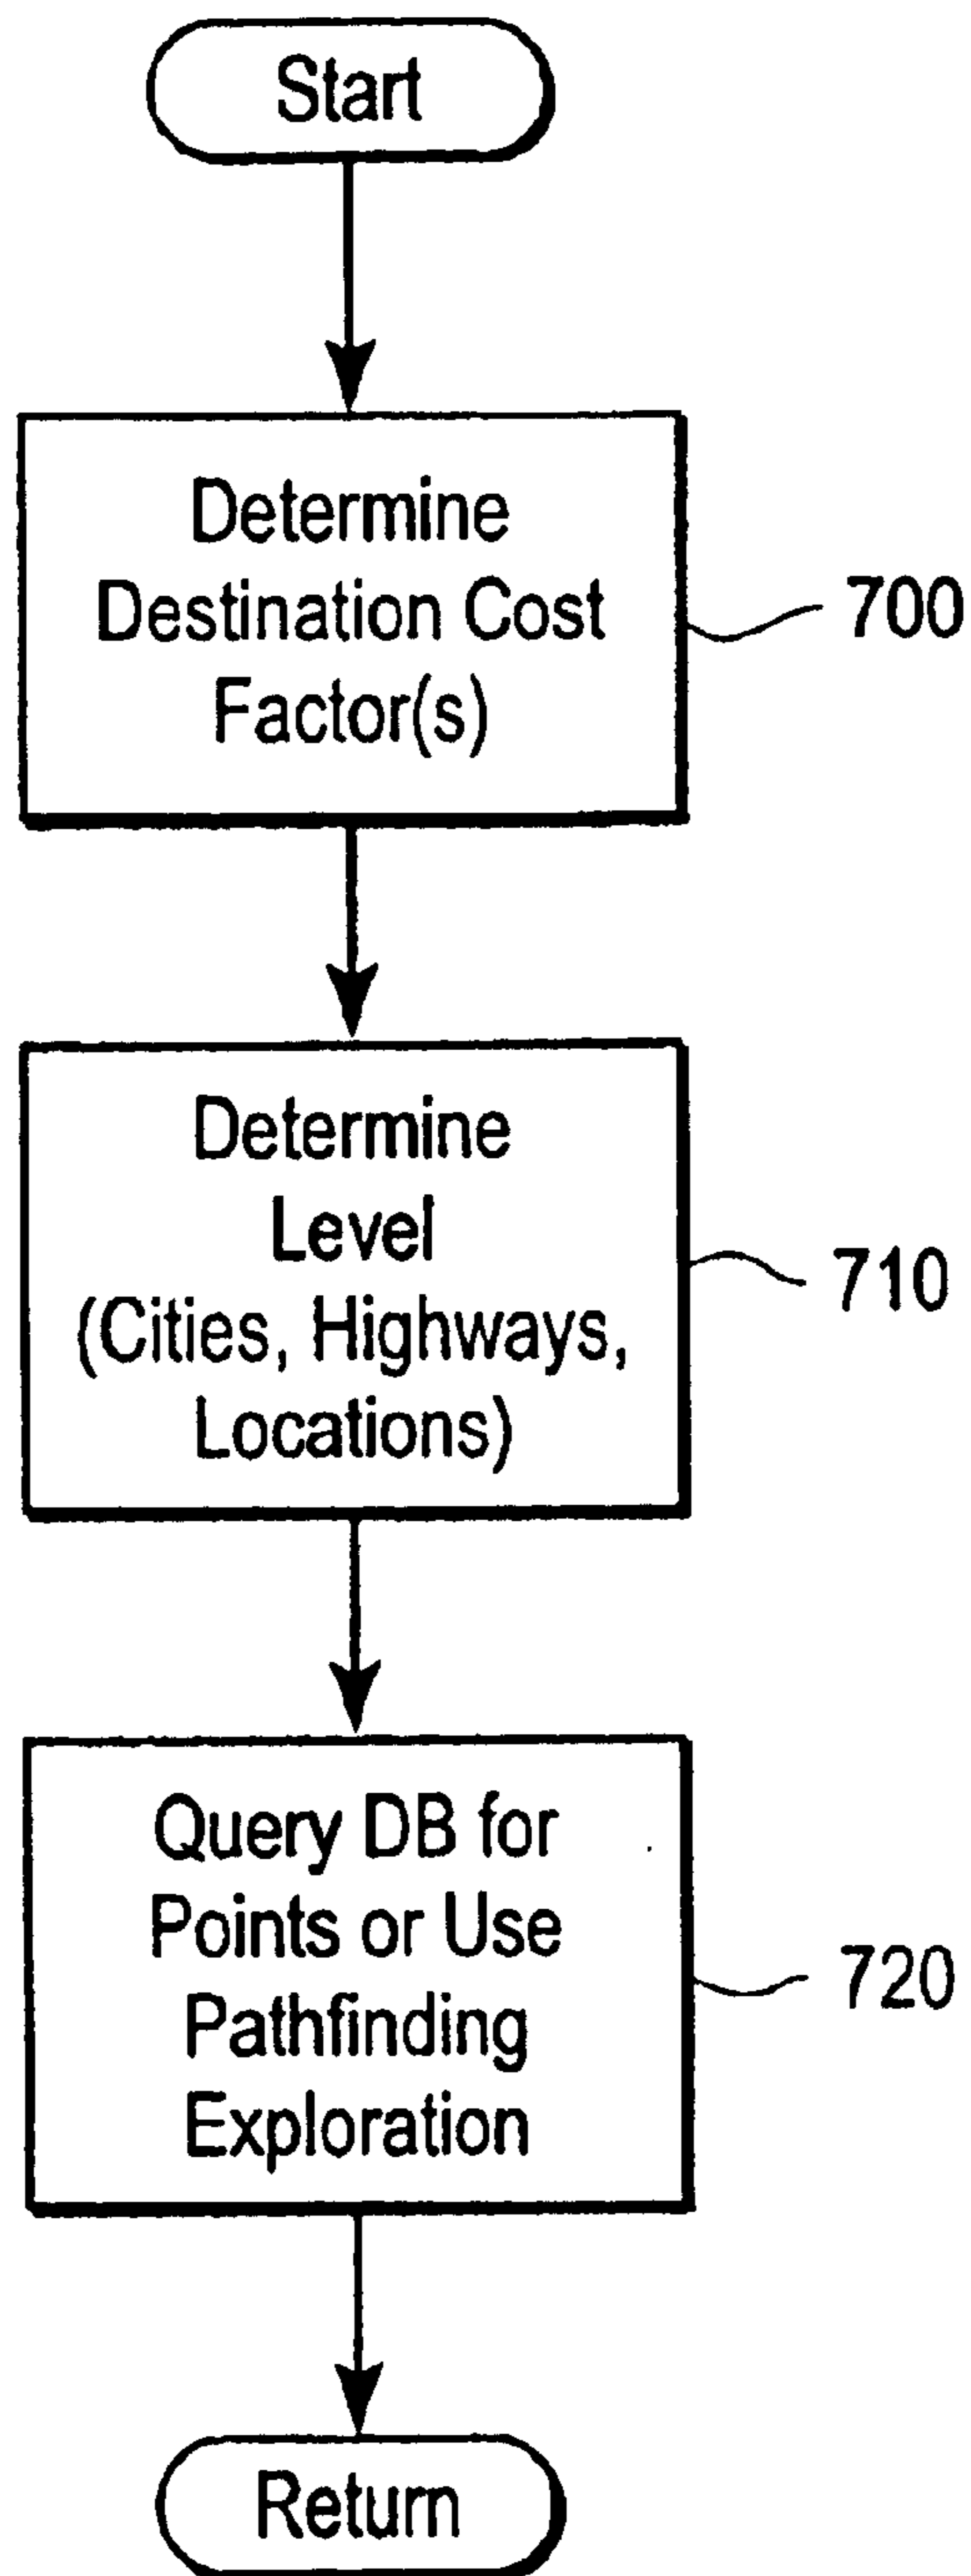 Start
Determine
Destination Cost
Factor(s)
700
Determine
Level
(Cities, Highways,
Locations)
710
Query DB for
Points or Use
Pathfinding
Exploration
720
Return